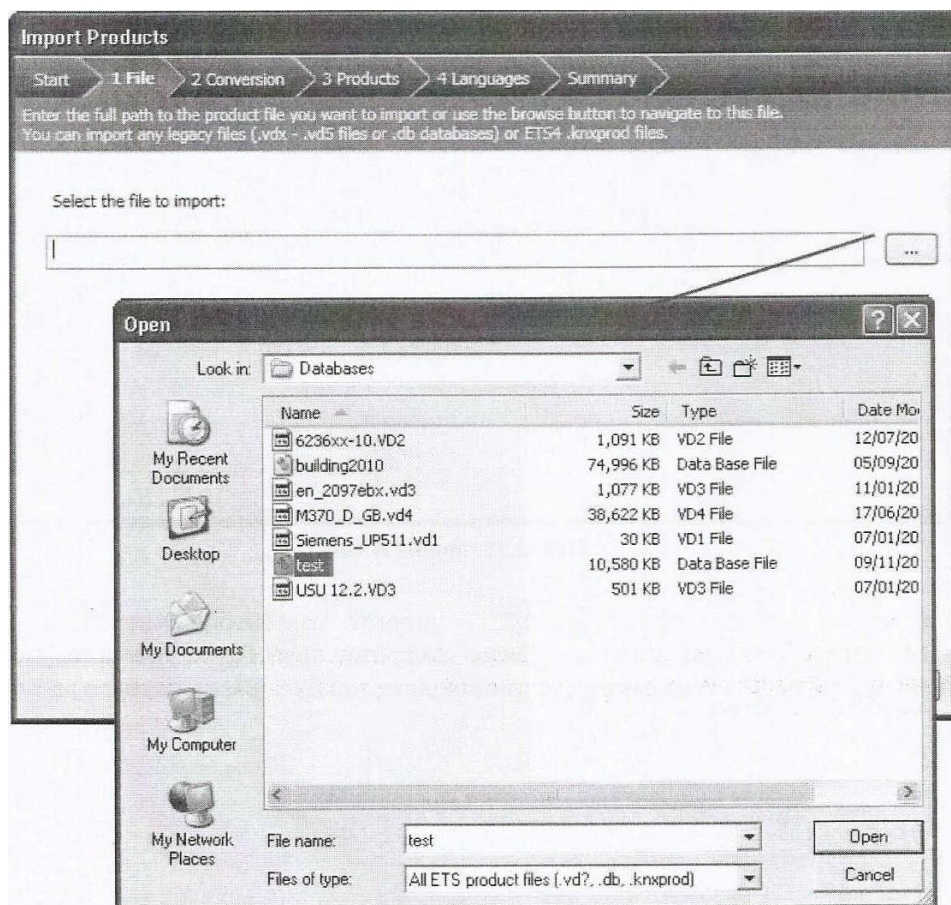 Import Products
Start 1 File 2 Conversion 3 Products 4 Languages Summary
Enter the full path to the product file you want to import or use the browse button to navigate to this file.
You can import any legacy files (.vdx - .vd5 files or .db databases) or ETS4 .knxprod files.
Select the file to import:
...
Open
Look in: Databases
Name Size Type Date Mo
6236xx-10.VD2 1,091 KB VD2 File 12/07/20
building2010 74,996 KB Data Base File 05/09/20
en_2097ebx.vd3 1,077 KB VD3 File 11/01/20
M370_D_GB.vd4 38,622 KB VD4 File 17/06/20
Siemens_UP511.vd1 30 KB VD1 File 07/01/20
test 10,580 KB Data Base File 09/11/20
USU 12.2.VD3 501 KB VD3 File 07/01/20
My Recent Documents
Desktop
My Documents
My Computer
My Network Places
File name: test Open
Files of type: All ETS product files (.vd?, .db, .knxprod) Cancel